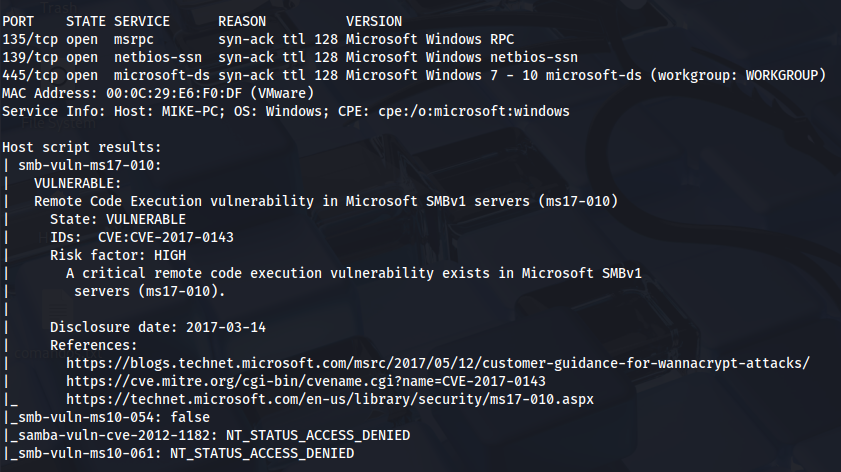 PORT    STATE SERVICE      REASON          VERSION
135/tcp open  msrpc        syn-ack ttl 128 Microsoft Windows RPC
139/tcp open  netbios-ssn  syn-ack ttl 128 Microsoft Windows netbios-ssn
445/tcp open  microsoft-ds syn-ack ttl 128 Microsoft Windows 7 - 10 microsoft-ds (workgroup: WORKGROUP)
MAC Address: 00:0C:29:E6:F0:DF (VMware)
Service Info: Host: MIKE-PC; OS: Windows; CPE: cpe:/o:microsoft:windows
Host script results:
| smb-vuln-ms17-010:
|   VULNERABLE:
|   Remote Code Execution vulnerability in Microsoft SMBv1 servers (ms17-010)
|     State: VULNERABLE
|     IDs:  CVE:CVE-2017-0143
|     Risk factor: HIGH
|       A critical remote code execution vulnerability exists in Microsoft SMBv1
|        servers (ms17-010).
|
|     Disclosure date: 2017-03-14
|     References:
|       https://blogs.technet.microsoft.com/msrc/2017/05/12/customer-guidance-for-wannacrypt-attacks/
|       https://cve.mitre.org/cgi-bin/cvename.cgi?name=CVE-2017-0143
|_      https://technet.microsoft.com/en-us/library/security/ms17-010.aspx
|_smb-vuln-ms10-054: false
|_samba-vuln-cve-2012-1182: NT_STATUS_ACCESS_DENIED
|_smb-vuln-ms10-061: NT_STATUS_ACCESS_DENIED